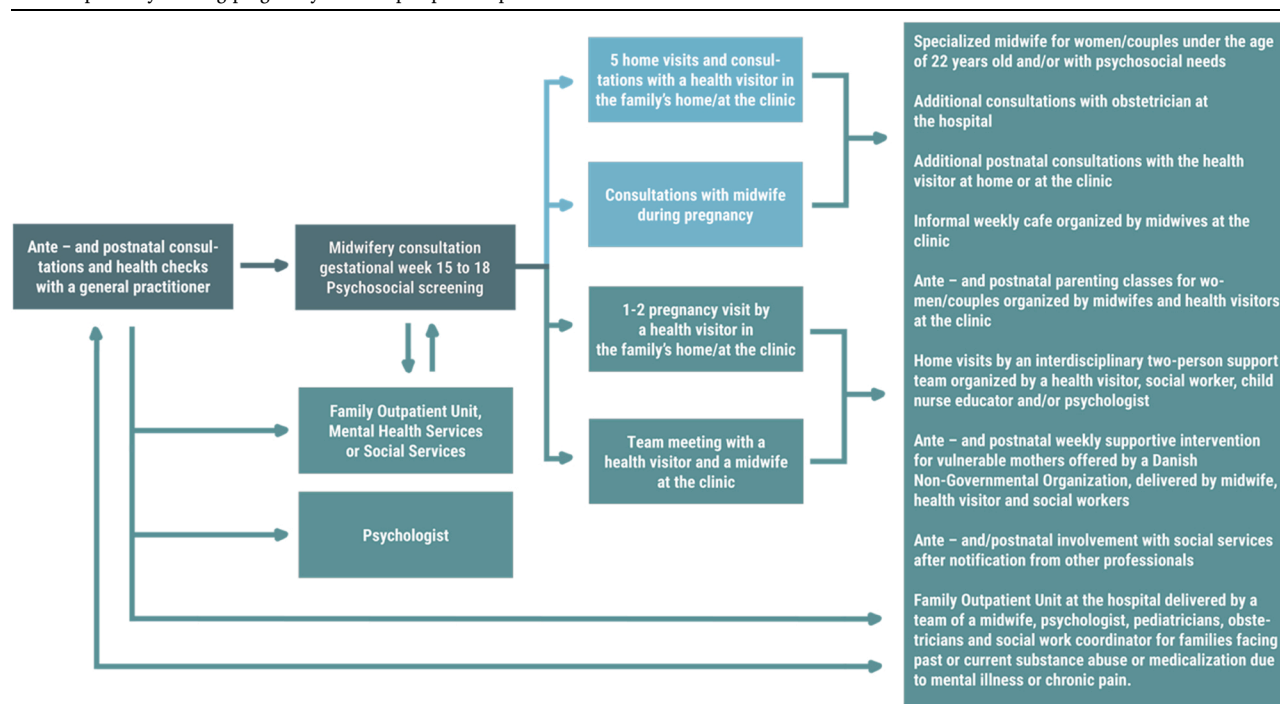 5 home visits and consul-
tations with a health visitor in
the family's home/at the clinic
Consultations with midwife
during pregnancy
Ante – and postnatal consul-
tations and health checks
with a general practitioner
Midwifery consultation
gestational week 15 to 18
Psychosocial screening
1-2 pregnancy visit by
a health visitor in
the family's home/at the clinic
Family Outpatient Unit,
Mental Health Services
or Social Services
Team meeting with a
health visitor and a midwife
at the clinic
Psychologist
Specialized midwife for women/couples under the age
of 22 years old and/or with psychosocial needs
Additional consultations with obstetrician at
the hospital
Additional postnatal consultations with the health
visitor at home or at the clinic
Informal weekly cafe organized by midwives at the
clinic
Ante – and postnatal parenting classes for wo-
men/couples organized by midwifes and health visitors
at the clinic
Home visits by an interdisciplinary two-person support
team organized by a health visitor, social worker, child
nurse educator and/or psychologist
Ante – and postnatal weekly supportive intervention
for vulnerable mothers offered by a Danish
Non-Governmental Organization, delivered by midwife,
health visitor and social workers
Ante – and/postnatal involvement with social services
after notification from other professionals
Family Outpatient Unit at the hospital delivered by a
team of a midwife, psychologist, pediatricians, obste-
tricians and social work coordinator for families facing
past or current substance abuse or medicalization due
to mental illness or chronic pain.